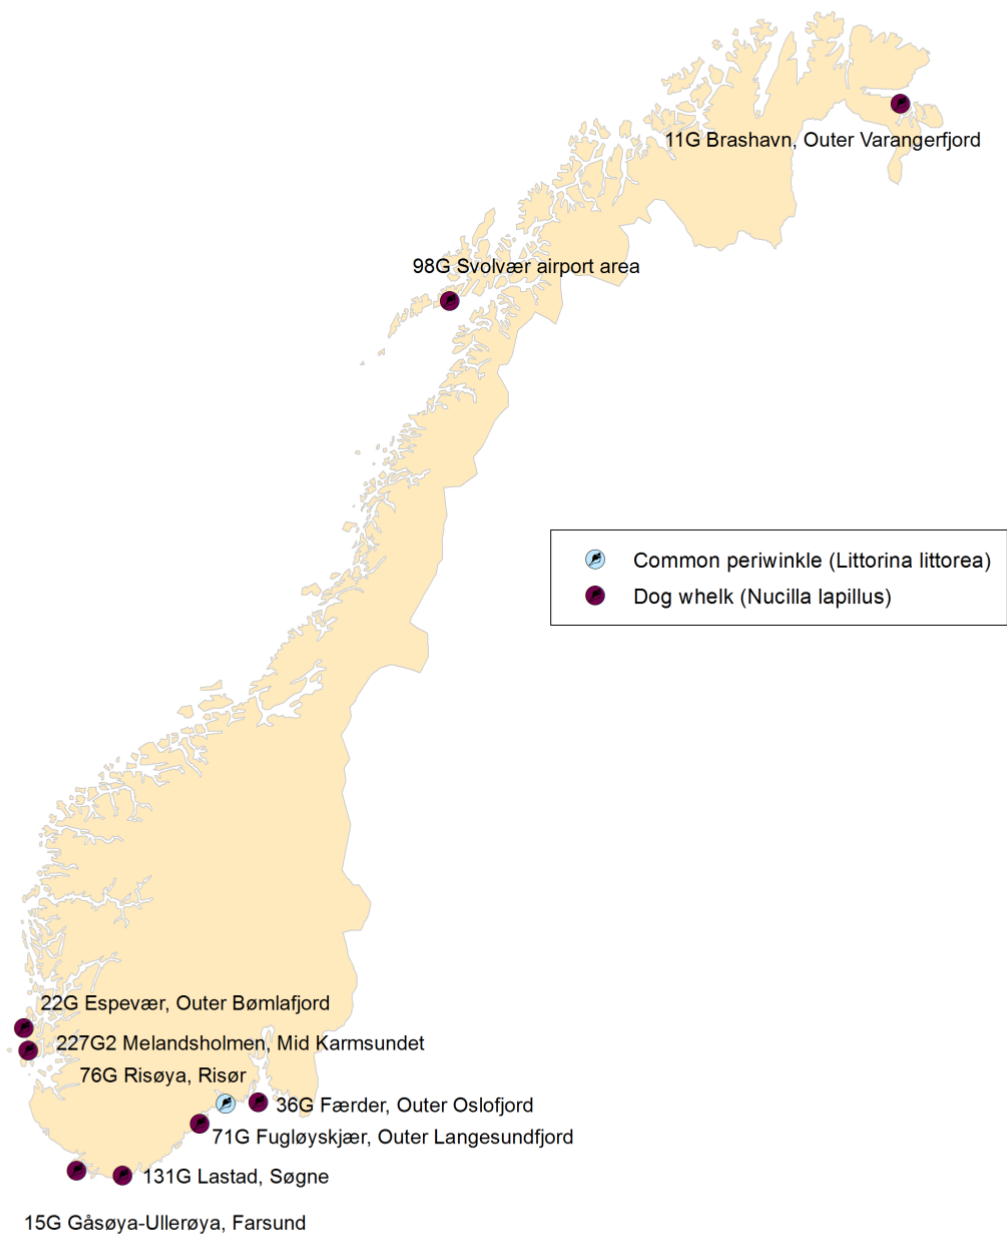 11G Brashavn, Outer Varangerfjord
98G Svolvær airport area
Common periwinkle (Littorina littorea)
Dog whelk (Nucilla lapillus)
22G Espevær, Outer Bømlafjord
227G2 Melandsholmen, Mid Karmsundet
76G Risøya, Risør
36G Færder, Outer Oslofjord
71G Fugløyskjær, Outer Langesundfjord
131G Lastad, Søgne
15G Gåsøya-Ullerøya, Farsund